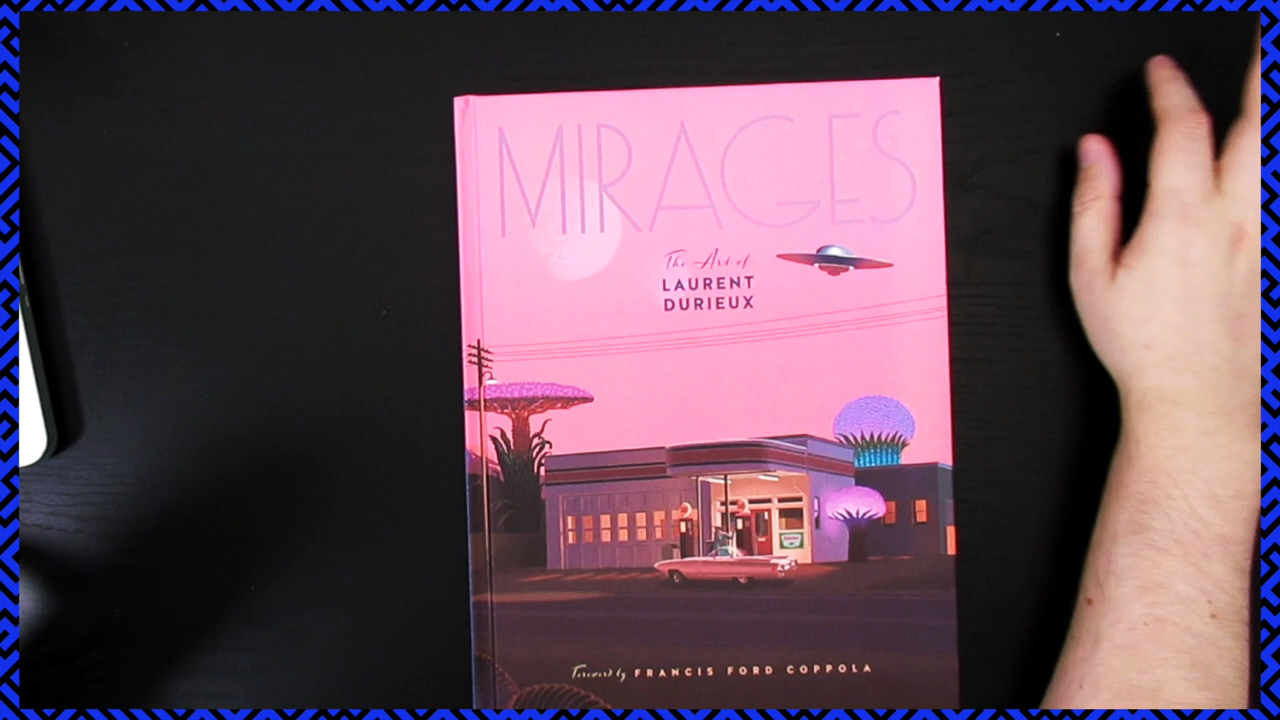 MIRAGES
The Art of
LAURENT
DURIEUX
Foreword by FRANCIS FORD COPPOLA